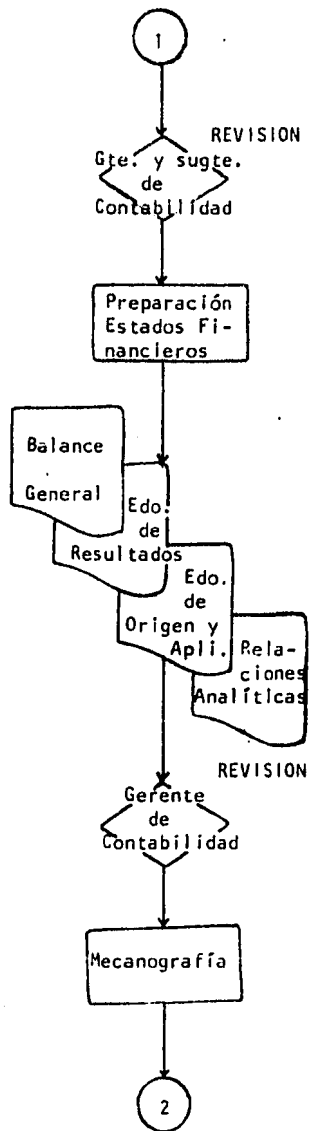 1
REVISION
Gte. y sugte.
de
Contabilidad
Preparación
Estados Fi-
nancieros
Balance
General
Edo.
de
Resultados
Edo.
de
Origen y
Apli.
Rela-
ciones
Analíticas
REVISION
Gerente
de
Contabilidad
Mecanografía
2